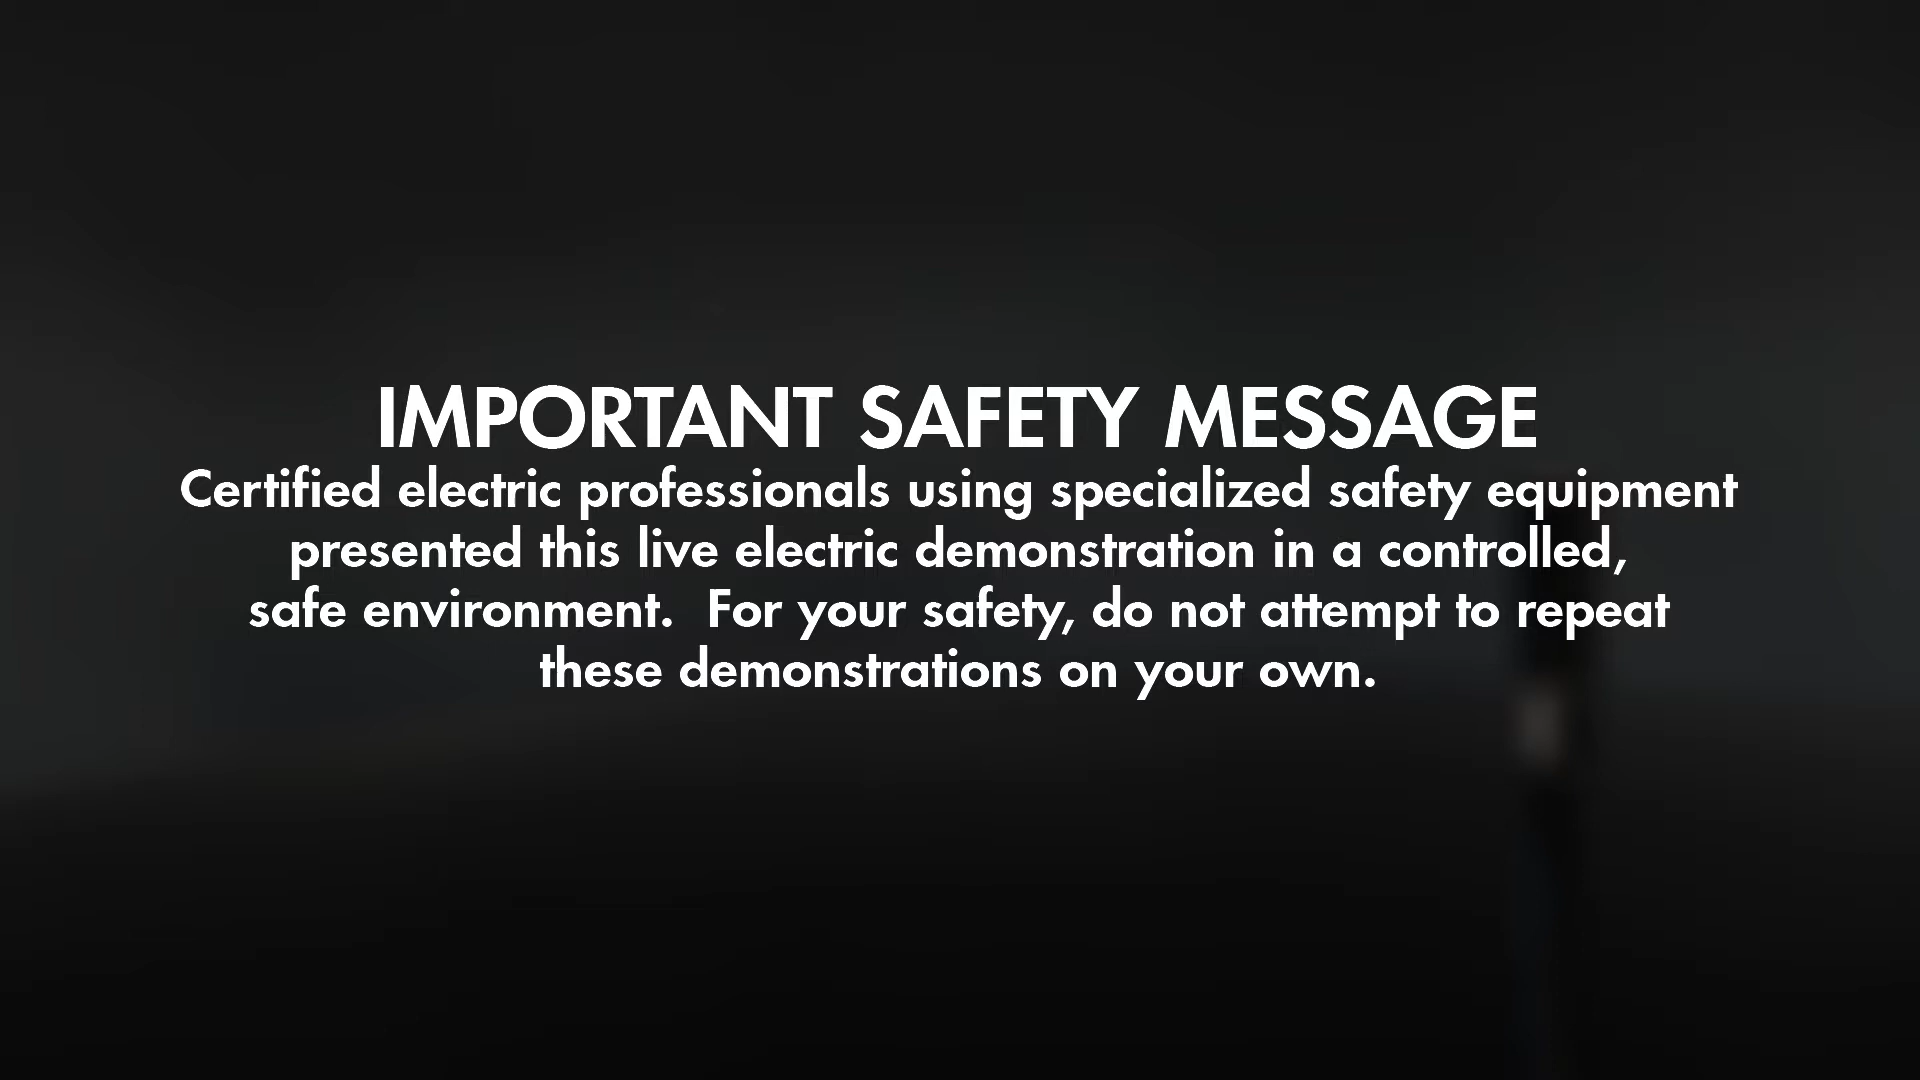 IMPORTANT SAFETY MESSAGE
Certified electric professionals using specialized safety equipment
presented this live electric demonstration in a controlled,
safe environment.  For your safety, do not attempt to repeat
these demonstrations on your own.